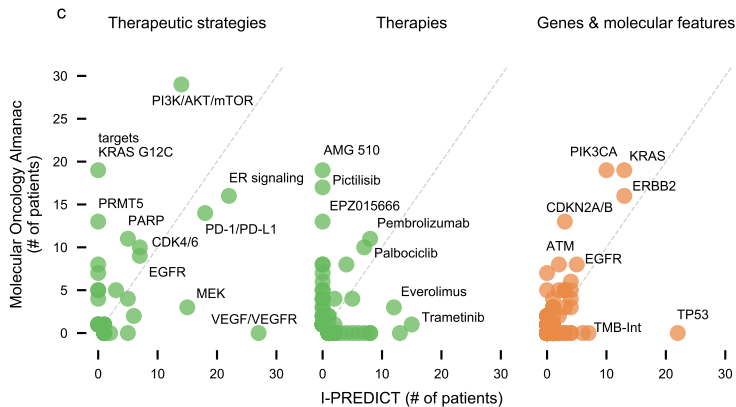 c
Therapeutic strategies
Therapies
Genes & molecular features
Molecular Oncology Almanac
(# of patients)
30
25
20
15
10
5
0
PI3K/AKT/mTOR
targets
KRAS G12C
ER signaling
PRMT5
PARP
PD-1/PD-L1
CDK4/6
EGFR
MEK
VEGF/VEGFR
AMG 510
Pictilisib
EPZ015666
Pembrolizumab
Palbociclib
Everolimus
Trametinib
PIK3CA
KRAS
ERBB2
CDKN2A/B
ATM
EGFR
TMB-Int
TP53
0 10 20 30
0 10 20 30
0 10 20 30
I-PREDICT (# of patients)